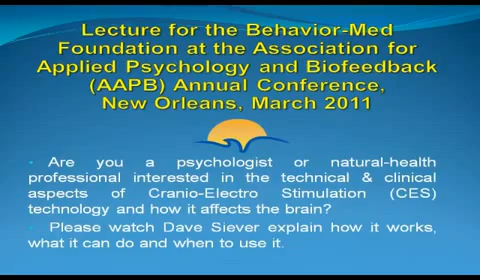 Lecture for the Behavior-Med
Foundation at the Association for
Applied Psychology and Biofeedback
(AAPB) Annual Conference,
New Orleans, March 2011
• Are you a psychologist or natural-health
professional interested in the technical & clinical
aspects of Cranio-Electro Stimulation (CES)
technology and how it affects the brain?
• Please watch Dave Siever explain how it works,
what it can do and when to use it.